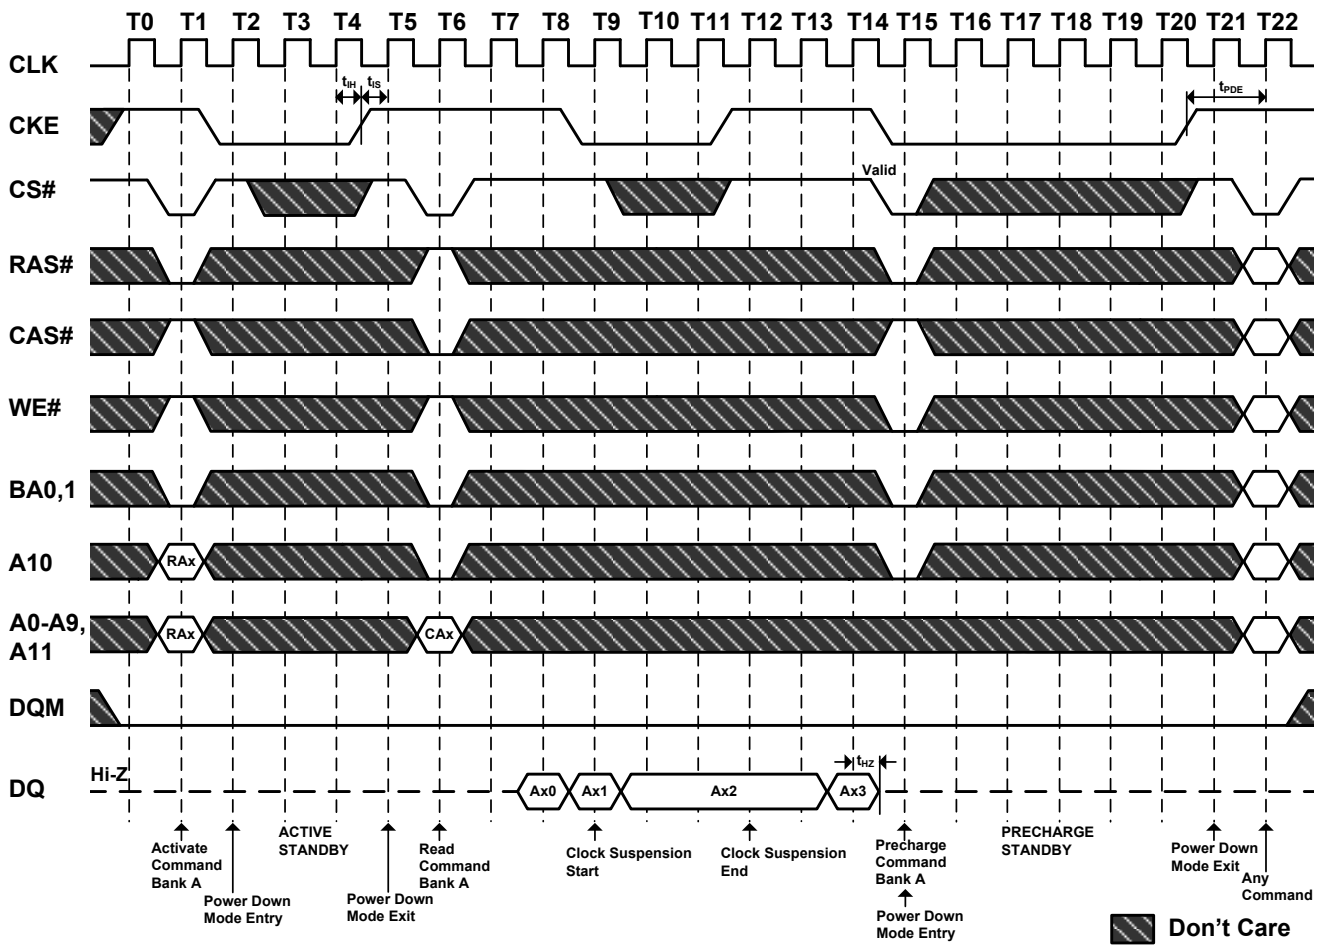 T0 T1 T2 T3 T4 T5 T6 T7 T8 T9 T10 T11 T12 T13 T14 T15 T16 T17 T18 T19 T20 T21 T22
CLK
tIH tIS
tPDE
CKE
Valid
CS#
RAS#
CAS#
WE#
BA0,1
A10
RAx
A0-A9,
A11
RAx
CAx
DQM
Hi-Z
DQ
Ax0
Ax1
Ax2
Ax3
tHZ
Activate
Command
Bank A
Power Down
Mode Entry
ACTIVE
STANDBY
Power Down
Mode Exit
Read
Command
Bank A
Clock Suspension
Start
Clock Suspension
End
Precharge
Command
Bank A
Power Down
Mode Entry
PRECHARGE
STANDBY
Power Down
Mode Exit
Any
Command
Don't Care